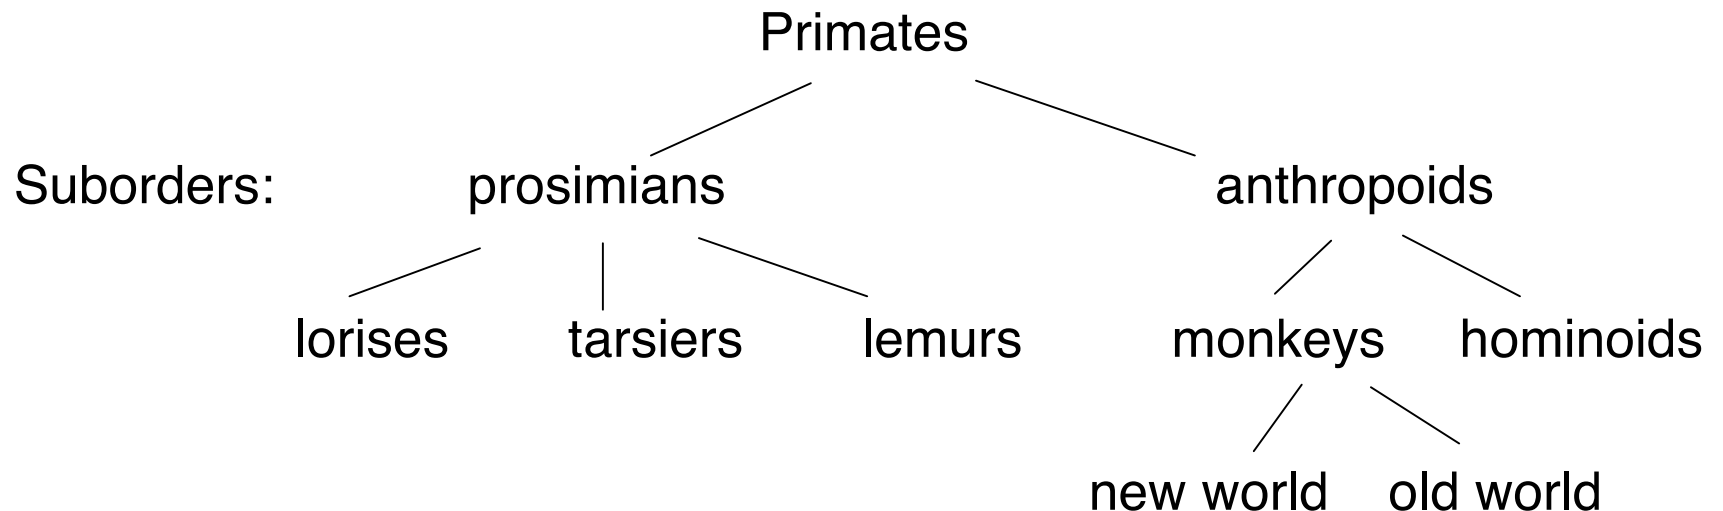 Primates
Suborders: prosimians anthropoids
lorises tarsiers lemurs monkeys hominoids
new world old world